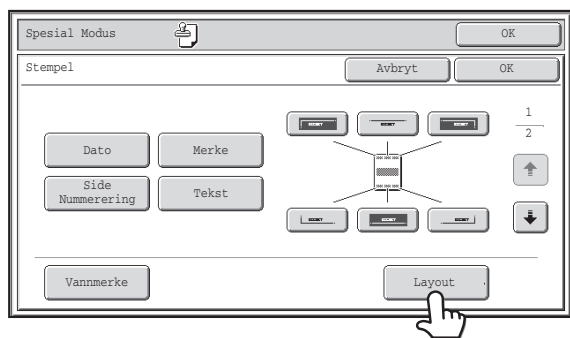 Spesial Modus
OK
Stempel
Avbryt
OK
Dato
Merke
Side
Nummerering
Tekst
1
2
Vannmerke
Layout